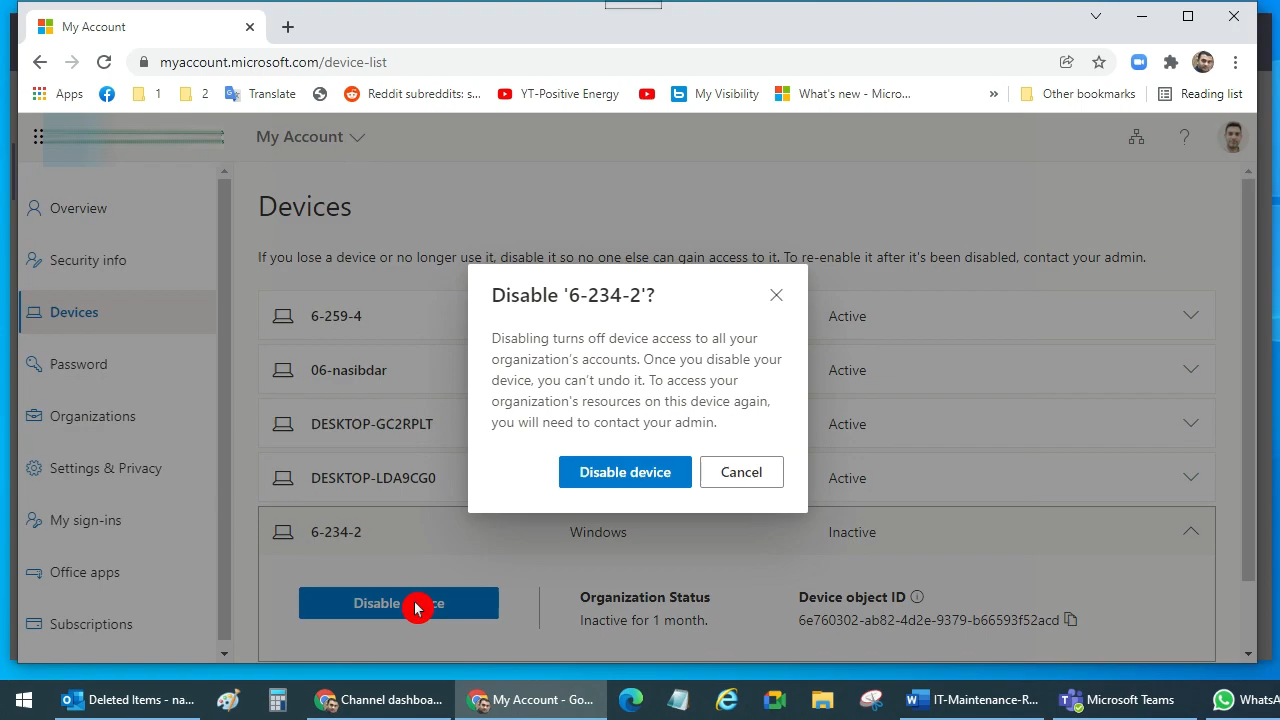 My Account
myaccount.microsoft.com/device-list
Apps
1
2
Translate
Reddit subreddits: s...
YT-Positive Energy
My Visibility
What's new - Micro...
»
Other bookmarks
Reading list
My Account
?
Overview
Security info
Devices
Password
Organizations
Settings & Privacy
My sign-ins
Office apps
Subscriptions
Devices
If you lose a device or no longer use it, disable it so no one else can gain access to it. To re-enable it after it's been disabled, contact your admin.
6-259-4
Active
06-nasibdar
Active
DESKTOP-GC2RPLT
Active
DESKTOP-LDA9CG0
Active
6-234-2
Windows
Inactive
Disable
ce
Organization Status
Inactive for 1 month.
Device object ID
6e760302-ab82-4d2e-9379-b66593f52acd
Disable '6-234-2'?
Disabling turns off device access to all your
organization's accounts. Once you disable your
device, you can't undo it. To access your
organization's resources on this device again,
you will need to contact your admin.
Disable device
Cancel
Deleted Items - na...
Channel dashboa...
My Account - Go...
IT-Maintenance-R...
Microsoft Teams
WhatsA